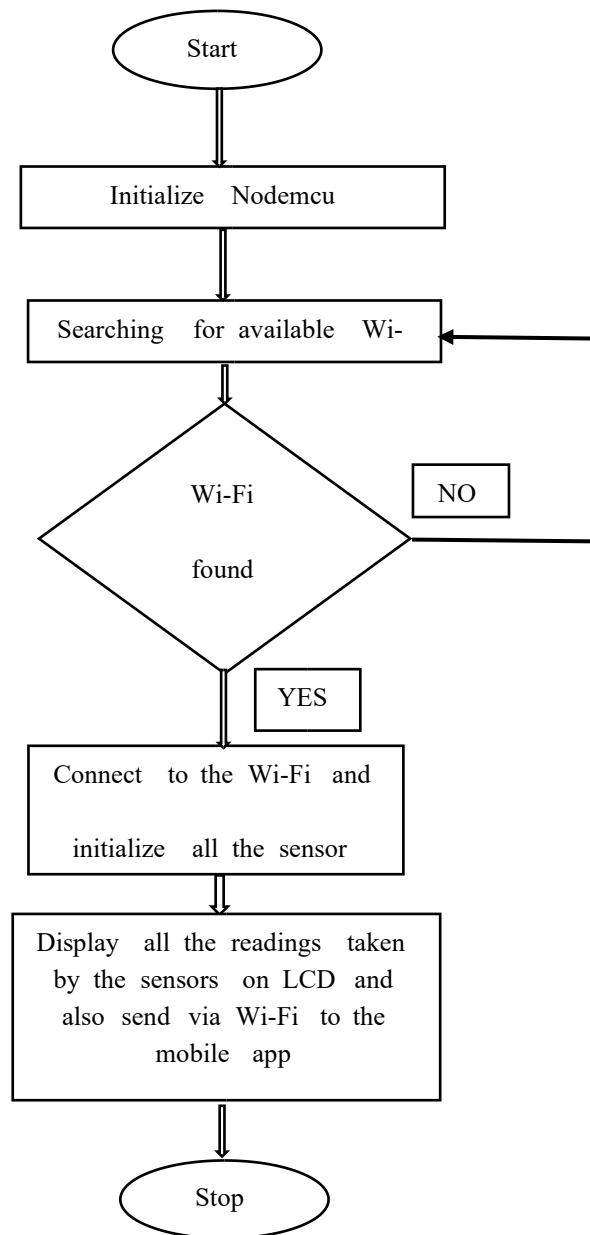 Start
Initialize Nodemcu
Searching for available Wi-
Wi-Fi
NO
found
YES
Connect to the Wi-Fi and
initialize all the sensor
Display all the readings taken
by the sensors on LCD and
also send via Wi-Fi to the
mobile app
Stop